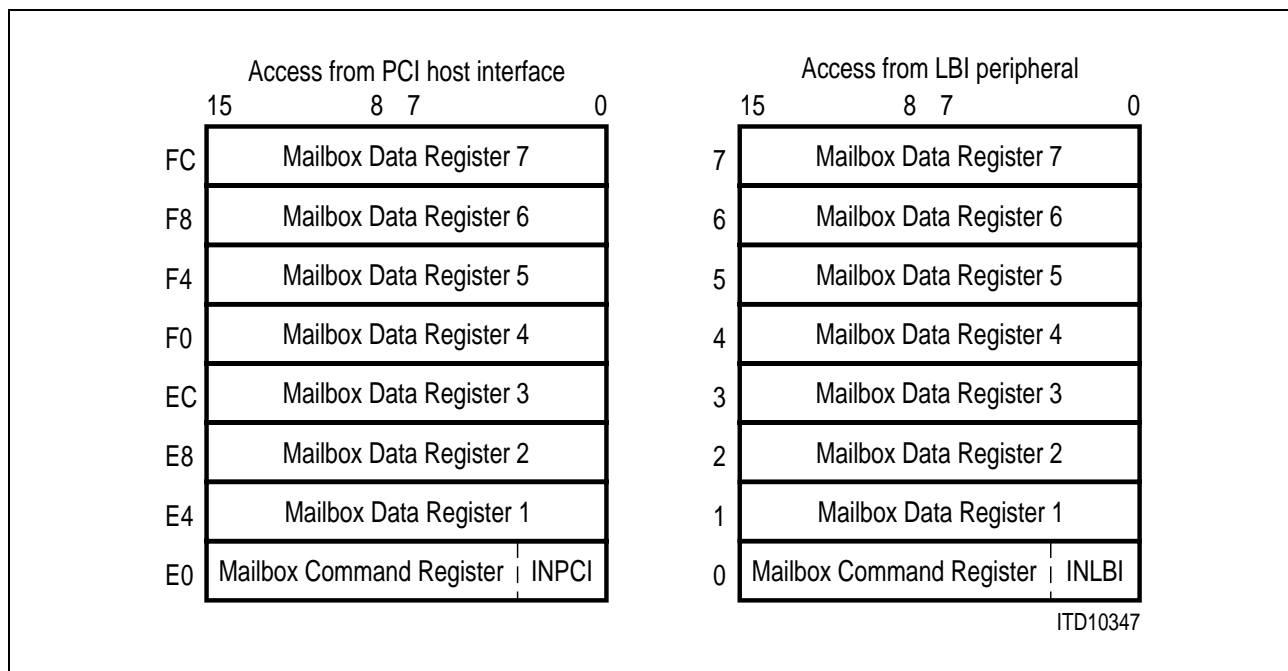 Access from PCI host interface
15 8 7 0
FC Mailbox Data Register 7
F8 Mailbox Data Register 6
F4 Mailbox Data Register 5
F0 Mailbox Data Register 4
EC Mailbox Data Register 3
E8 Mailbox Data Register 2
E4 Mailbox Data Register 1
E0 Mailbox Command Register INPCI
Access from LBI peripheral
15 8 7 0
7 Mailbox Data Register 7
6 Mailbox Data Register 6
5 Mailbox Data Register 5
4 Mailbox Data Register 4
3 Mailbox Data Register 3
2 Mailbox Data Register 2
1 Mailbox Data Register 1
0 Mailbox Command Register INLBI
ITD10347